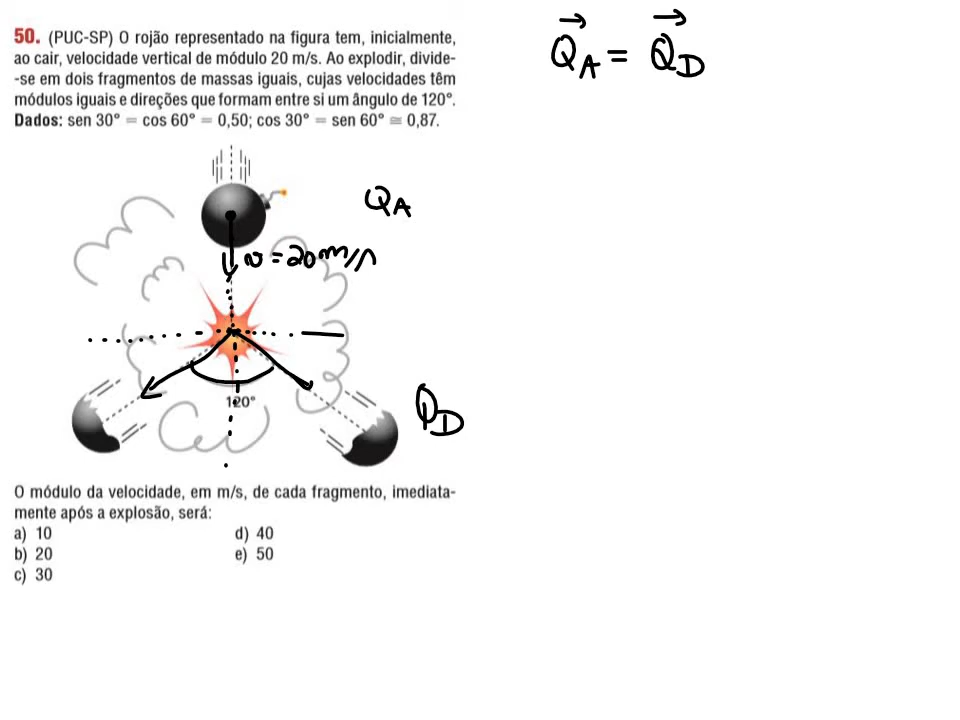 50. (PUC-SP) O rojão representado na figura tem, inicialmente,
ao cair, velocidade vertical de módulo 20 m/s. Ao explodir, divide-
-se em dois fragmentos de massas iguais, cujas velocidades têm
módulos iguais e direções que formam entre si um ângulo de 120°.
Dados: sen 30° = cos 60° = 0,50; cos 30° = sen 60° ≅ 0,87.
Q⃗A = Q⃗D
QA
v = 20 m/s
120°
QD
O módulo da velocidade, em m/s, de cada fragmento, imediata-
mente após a explosão, será:
a) 10
b) 20
c) 30
d) 40
e) 50